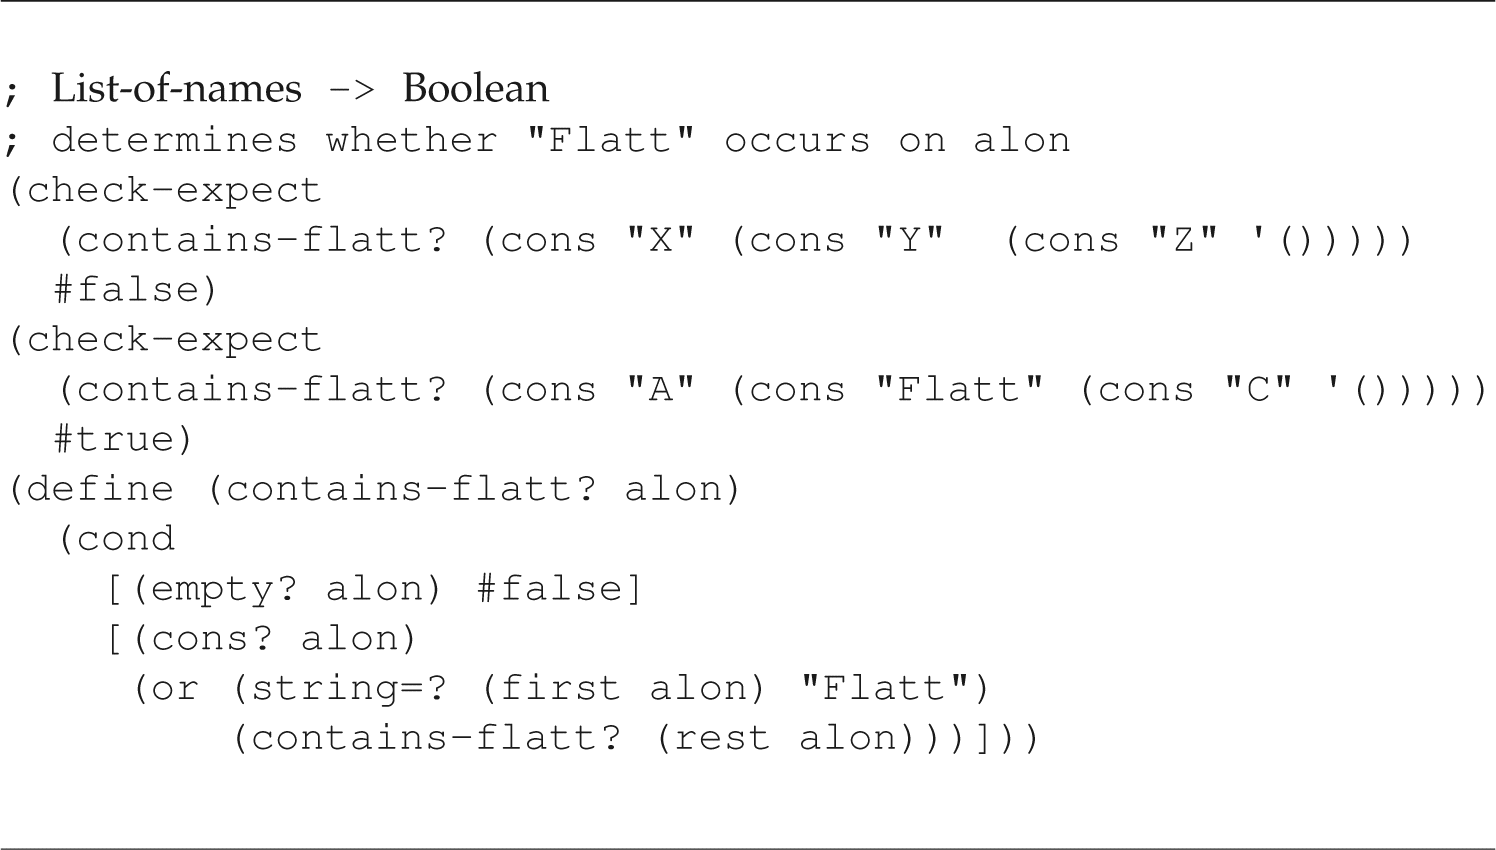 ; List-of-names -> Boolean
; determines whether "Flatt" occurs on alon
(check-expect
  (contains-flatt? (cons "X" (cons "Y"  (cons "Z" '()))))
  #false)
(check-expect
  (contains-flatt? (cons "A" (cons "Flatt" (cons "C" '()))))
  #true)
(define (contains-flatt? alon)
  (cond
    [(empty? alon) #false]
    [(cons? alon)
     (or (string=? (first alon) "Flatt")
         (contains-flatt? (rest alon)))]))